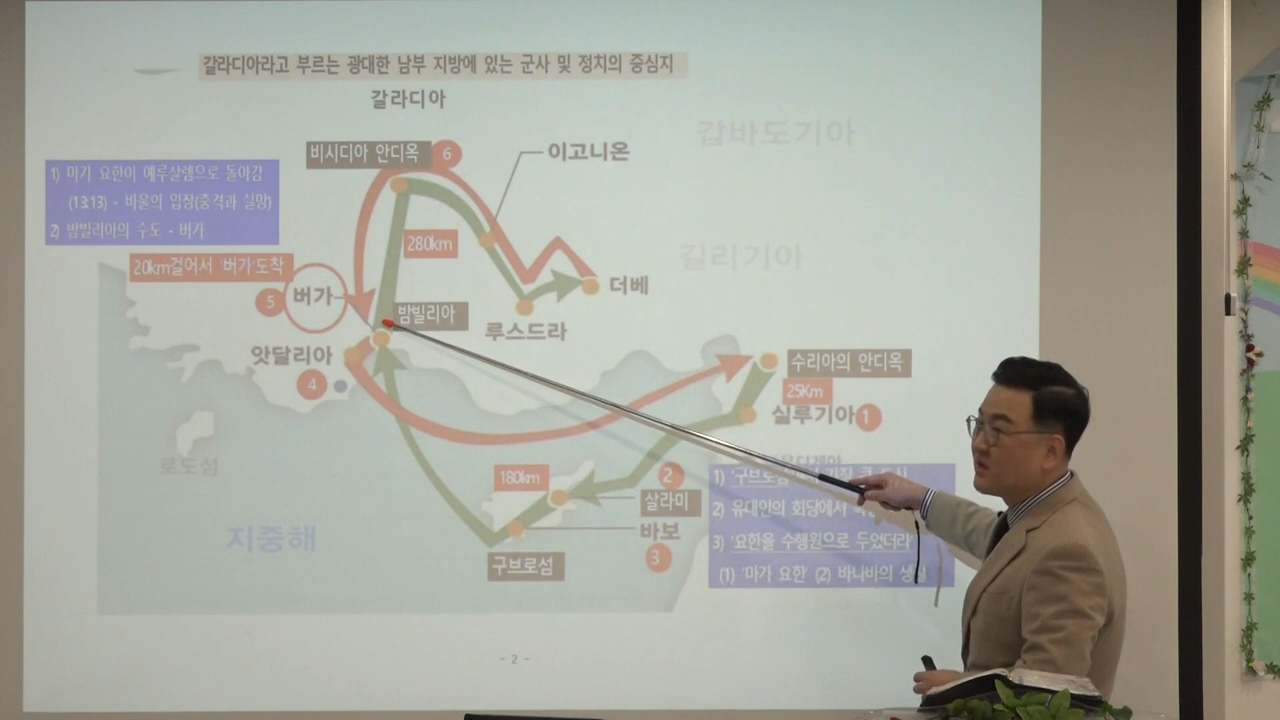 갈라디아라고 부르는 광대한 남부 지방에 있는 군사 및 정치의 중심지
갈라디아
갑바도기아
비시디아 안디옥 6
이고니온
1) 마가 요한이 예루살렘으로 돌아감
(13:13) - 바울의 입장(충격과 실망)
2) 밤빌리아의 수도 - 버가
280km
길리기아
20km걸어서 '버가'도착
5 버가
더베
밤빌리아
루스드라
앗달리아
4
수리아의 안디옥
25Km
실루기아 1
로도섬
180km
2
살라미
바보
3
지중해
구브로섬
1) '구브로섬
2) 유대인의 회당에서
3) '요한을 수행원으로 두었더라'
(1) '마가 요한 (2) 바나바의
- 2 -